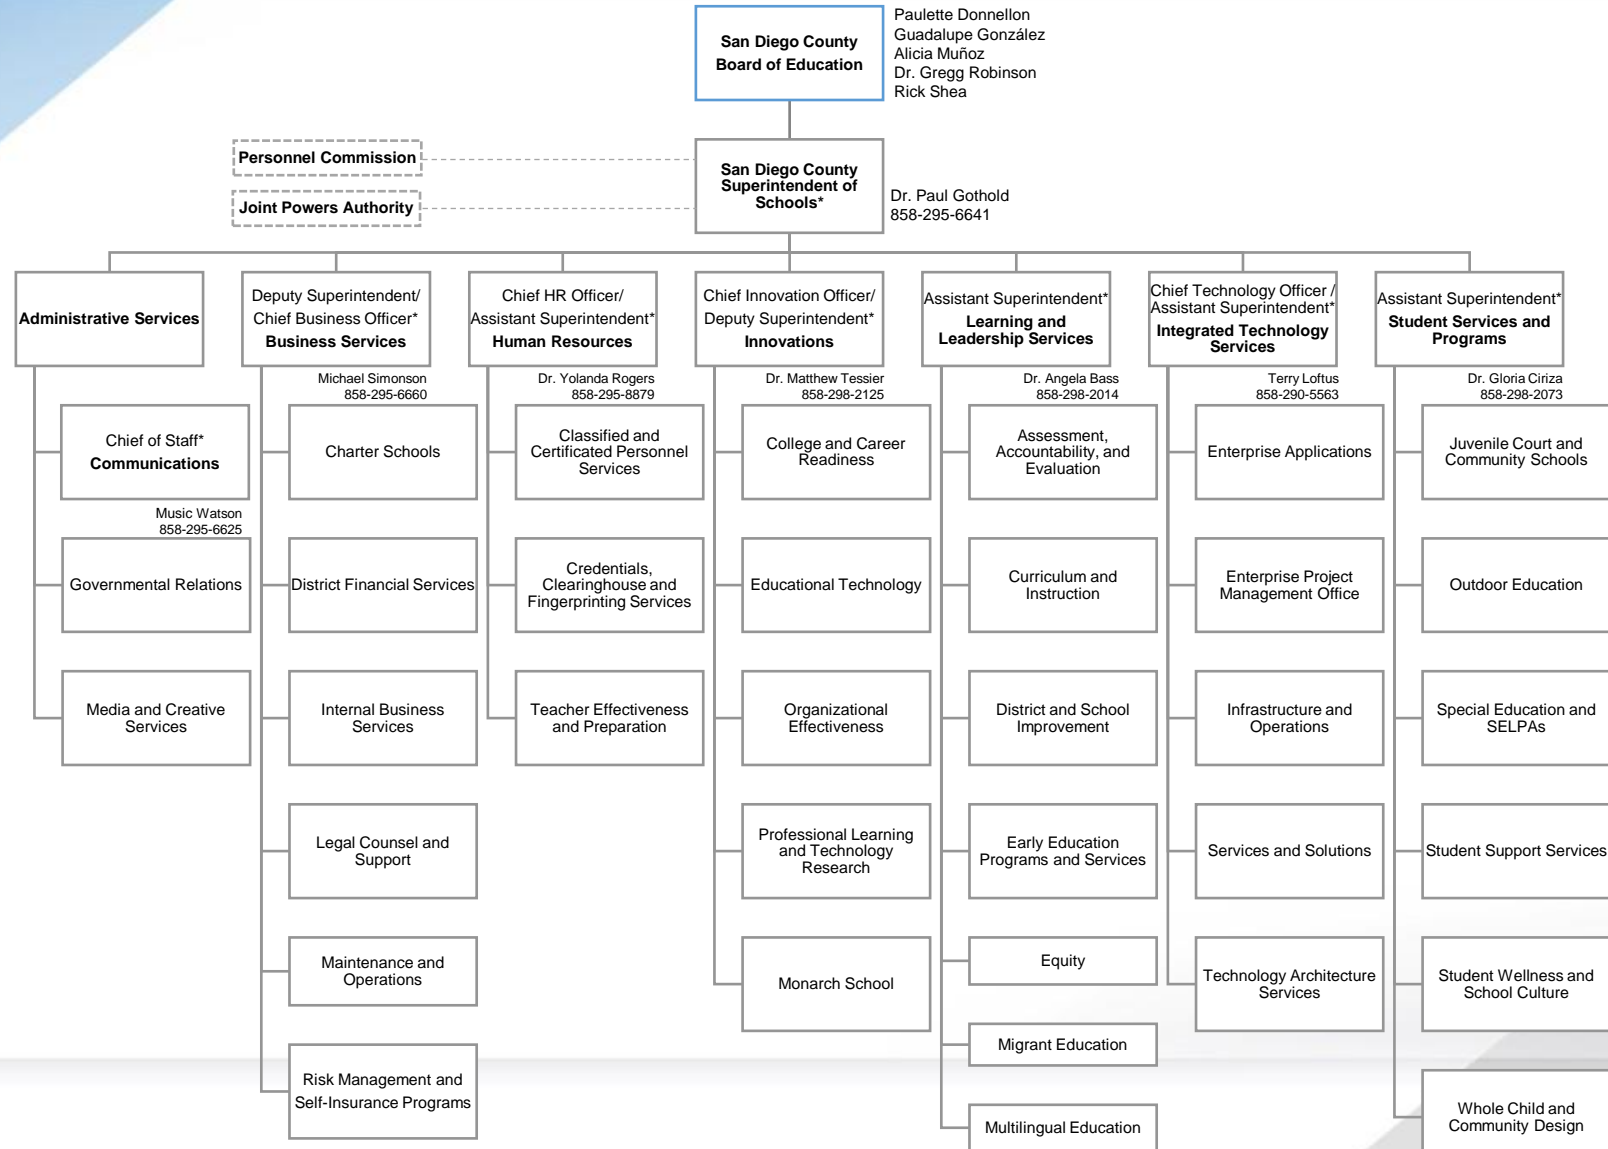 San Diego County
Board of Education
Paulette Donnellon
Guadalupe González
Alicia Muñoz
Dr. Gregg Robinson
Rick Shea
Personnel Commission
Joint Powers Authority
San Diego County
Superintendent of
Schools*
Dr. Paul Gothold
858-295-6641
Administrative Services
Chief of Staff*
Communications
Music Watson
858-295-6625
Governmental Relations
Media and Creative
Services
Deputy Superintendent/
Chief Business Officer*
Business Services
Michael Simonson
858-295-6660
Charter Schools
District Financial Services
Internal Business
Services
Legal Counsel and
Support
Maintenance and
Operations
Risk Management and
Self-Insurance Programs
Chief HR Officer/
Assistant Superintendent*
Human Resources
Dr. Yolanda Rogers
858-295-8879
Classified and
Certificated Personnel
Services
Credentials,
Clearinghouse and
Fingerprinting Services
Teacher Effectiveness
and Preparation
Chief Innovation Officer/
Deputy Superintendent*
Innovations
Dr. Matthew Tessier
858-298-2125
College and Career
Readiness
Educational Technology
Organizational
Effectiveness
Professional Learning
and Technology
Research
Monarch School
Assistant Superintendent*
Learning and
Leadership Services
Dr. Angela Bass
858-298-2014
Assessment,
Accountability, and
Evaluation
Curriculum and
Instruction
District and School
Improvement
Early Education
Programs and Services
Equity
Migrant Education
Multilingual Education
Chief Technology Officer /
Assistant Superintendent*
Integrated Technology
Services
Terry Loftus
858-290-5563
Enterprise Applications
Enterprise Project
Management Office
Infrastructure and
Operations
Services and Solutions
Technology Architecture
Services
Assistant Superintendent*
Student Services and
Programs
Dr. Gloria Ciriza
858-298-2073
Juvenile Court and
Community Schools
Outdoor Education
Special Education and
SELPAs
Student Support Services
Student Wellness and
School Culture
Whole Child and
Community Design